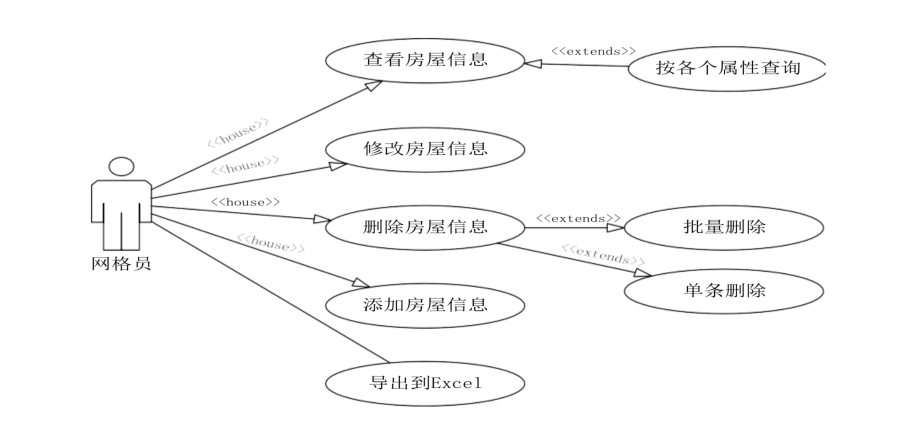 查看房屋信息
<<extends>>
按各个属性查询
<<house>>
修改房屋信息
<<house>>
<<house>>
删除房屋信息
<<extends>>
批量删除
<<house>>
<<extends>>
网格员
单条删除
添加房屋信息
导出到Excel